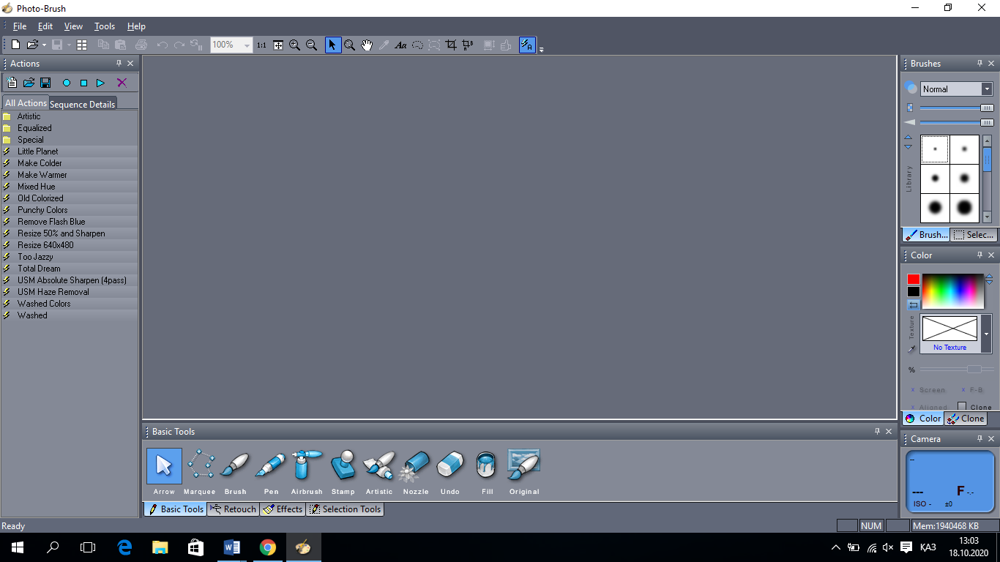 Photo-Brush
File Edit View Tools Help
100% 1:1 Aa
Actions
All Actions Sequence Details
Artistic
Equalized
Special
Little Planet
Make Colder
Make Warmer
Mixed Hue
Old Colorized
Punchy Colors
Remove Flash Blue
Resize 50% and Sharpen
Resize 640x480
Too Jazzy
Total Dream
USM Absolute Sharpen (4pass)
USM Haze Removal
Washed Colors
Washed
Basic Tools
Arrow Marquee Brush Pen Airbrush Stamp Artistic Nozzle Undo Fill Original
Basic Tools Retouch Effects Selection Tools
Brushes
Normal
Library
Brush... Selec...
Color
Texture
No Texture
%
Screen F-B
Aligned Clone
Color Clone
Camera
--- F -.-
ISO - ±0
Ready NUM Mem:1940468 KB
ҚАЗ 13:03
18.10.2020